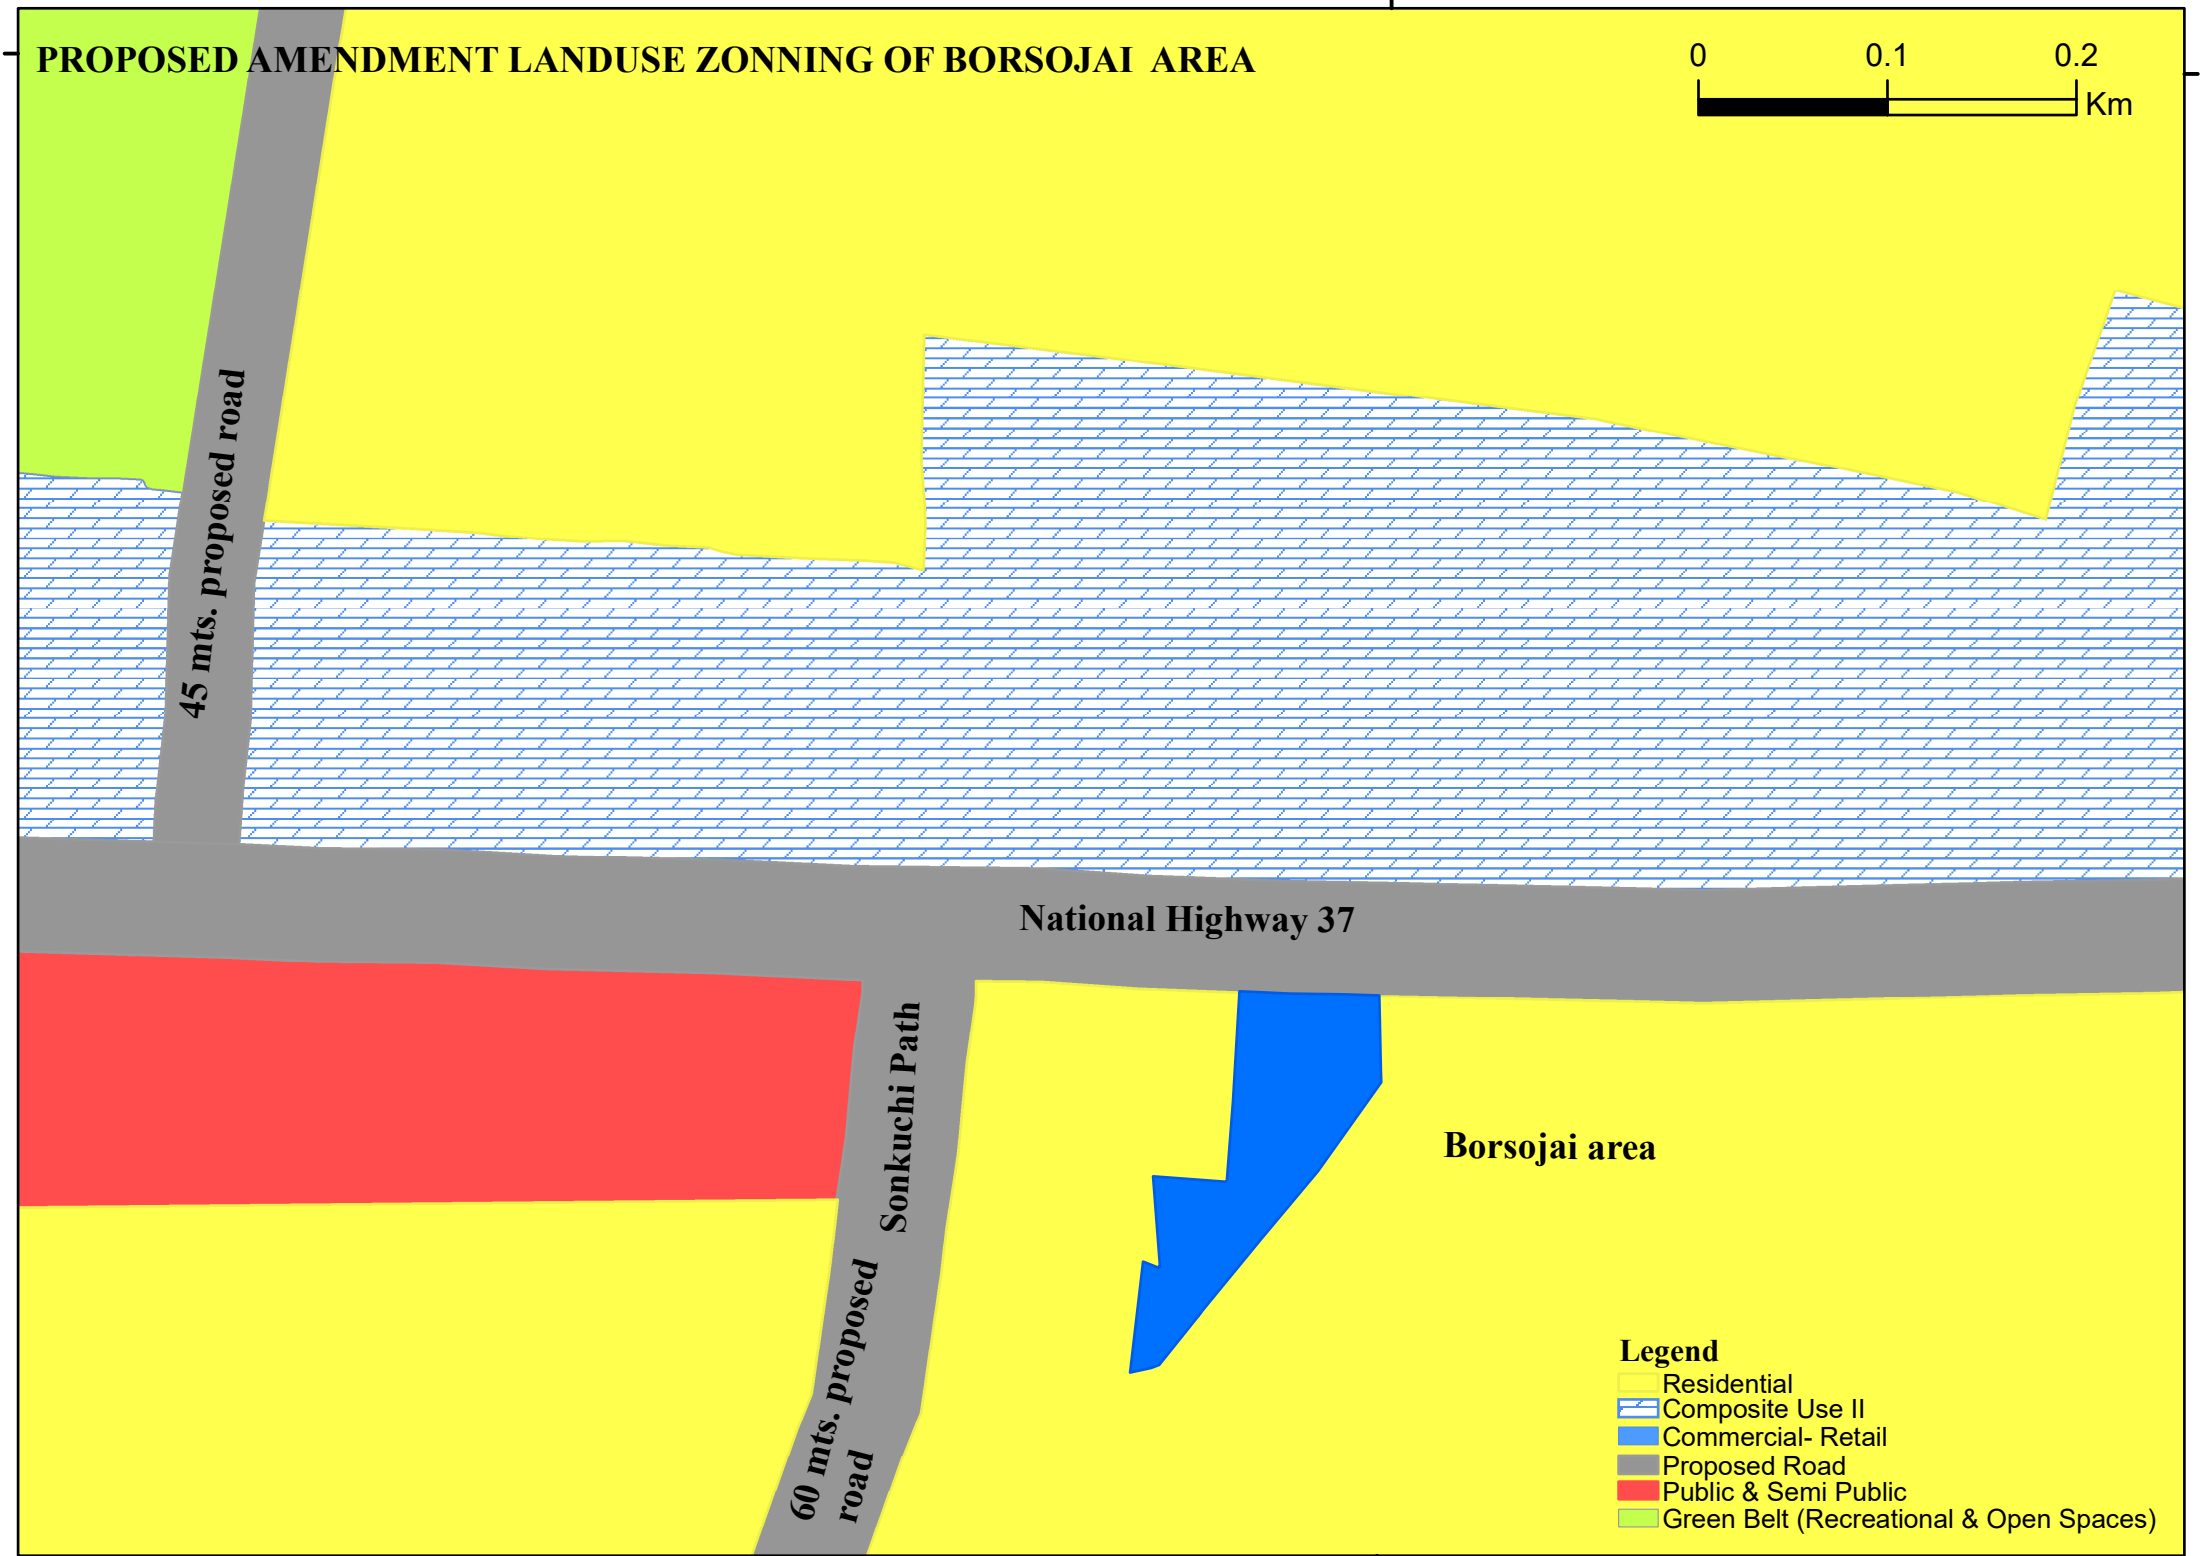 PROPOSED AMENDMENT LANDUSE ZONNING OF BORSOJAI AREA
0 0.1 0.2
Km
45 mts. proposed road
National Highway 37
Sonkuchi Path
60 mts. proposed
road
Borsojai area
Legend
Residential
Composite Use II
Commercial- Retail
Proposed Road
Public & Semi Public
Green Belt (Recreational & Open Spaces)